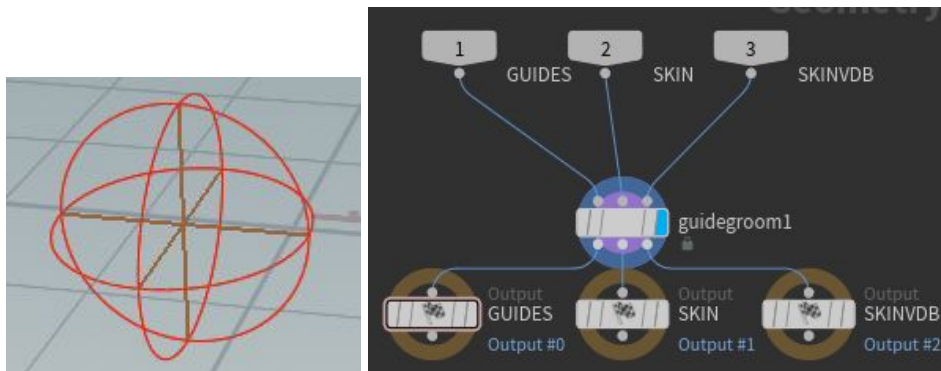 Geometry
1 2 3
GUIDES SKIN SKINVDB
guidegroom1
Output Output Output
GUIDES SKIN SKINVDB
Output #0 Output #1 Output #2